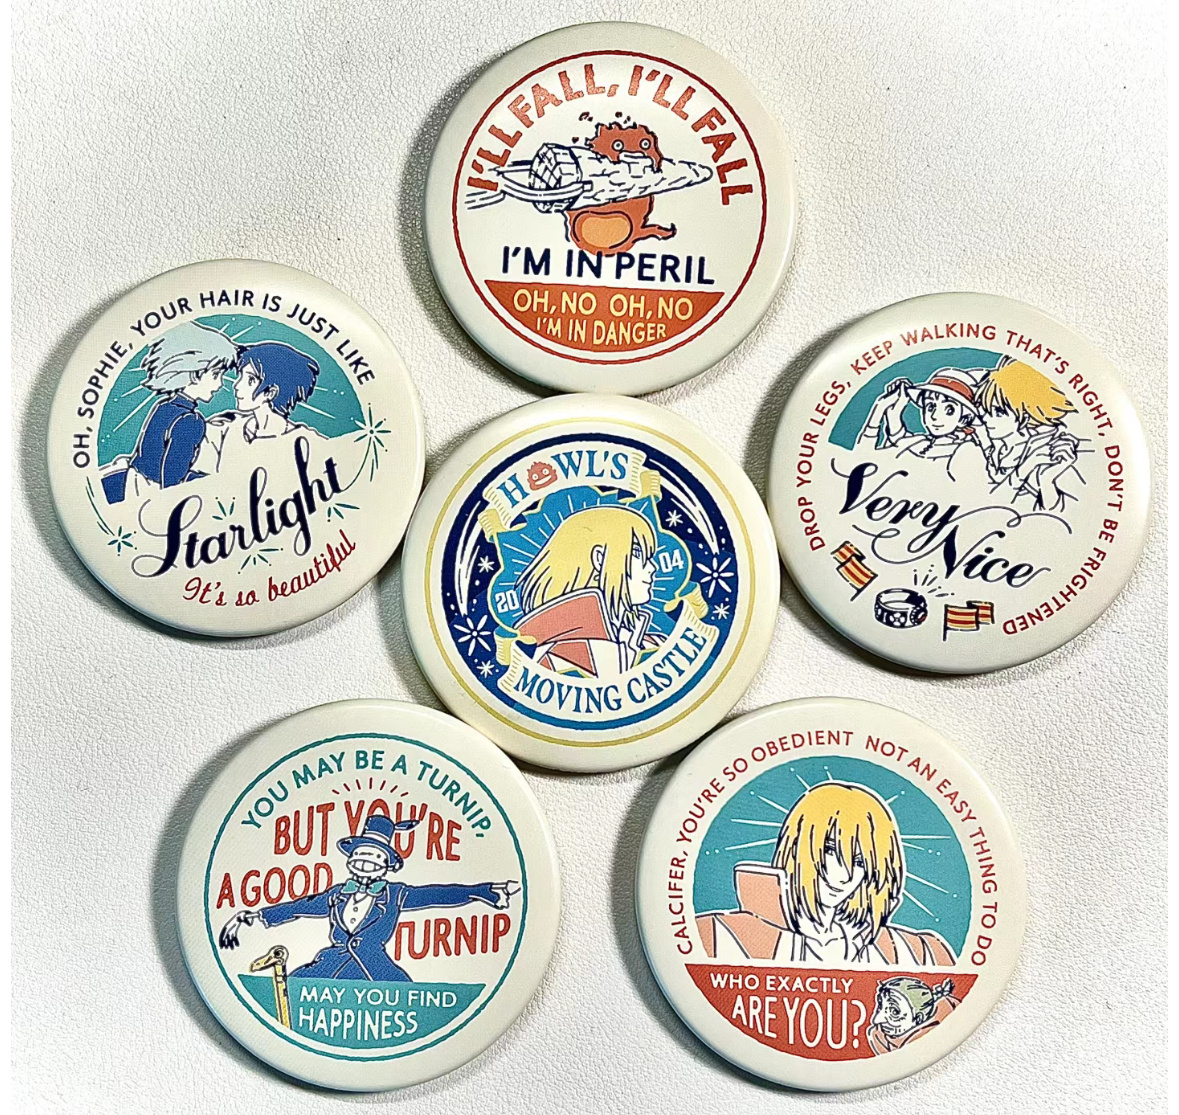 I'LL FALL, I'LL FALL
I'M IN PERIL
OH, NO OH, NO
I'M IN DANGER
OH, SOPHIE, YOUR HAIR IS JUST LIKE
Starlight
It's so beautiful
DROP YOUR LEGS, KEEP WALKING THAT'S RIGHT, DON'T BE FRIGHTENED
Very
Nice
HOWL'S
20 04
MOVING CASTLE
YOU MAY BE A TURNIP,
BUT YOU'RE
A GOOD
TURNIP
MAY YOU FIND
HAPPINESS
CALCIFER, YOU'RE SO OBEDIENT NOT AN EASY THING TO DO
WHO EXACTLY
ARE YOU?